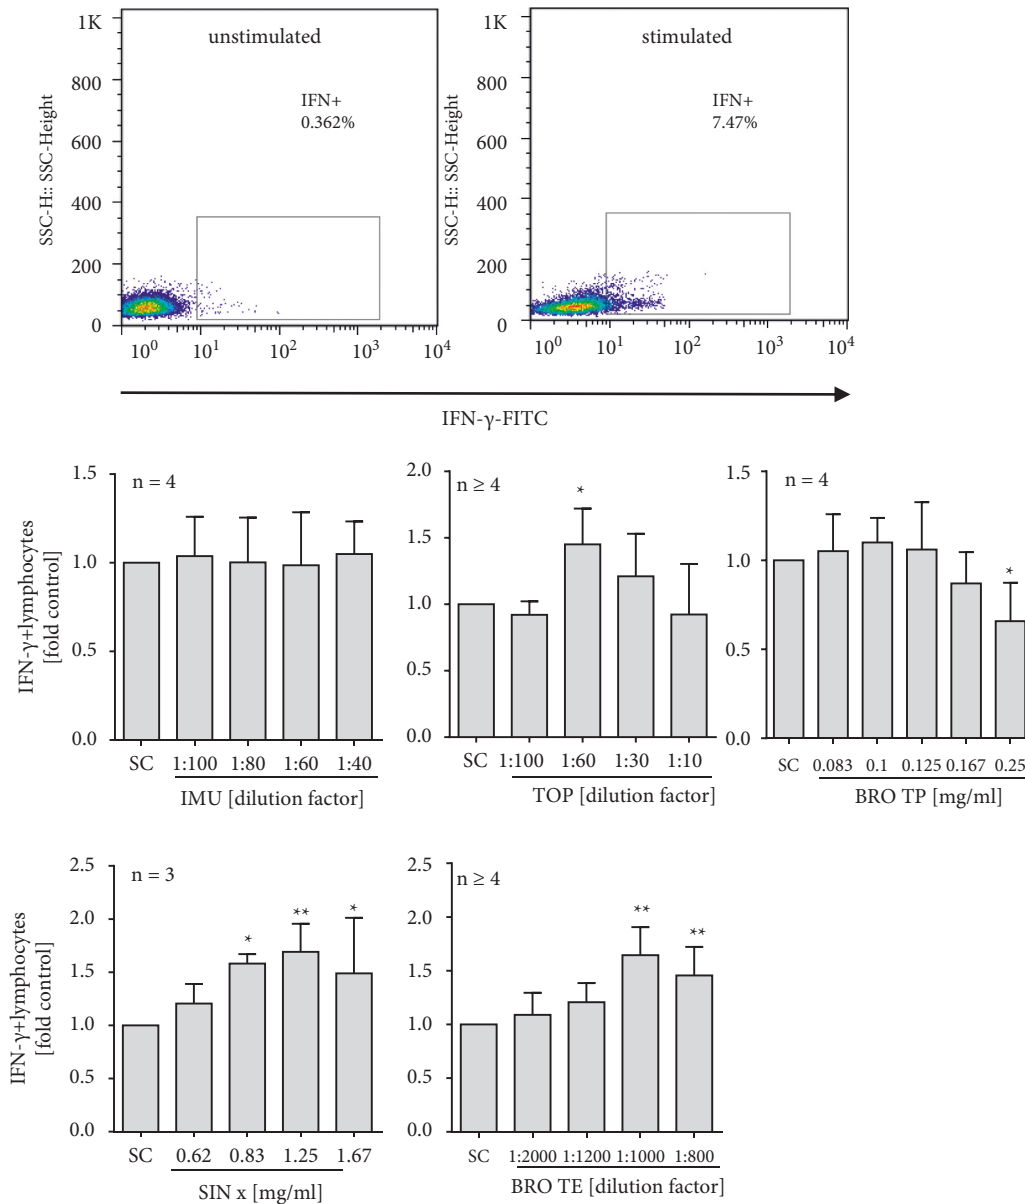 unstimulated
IFN+
0.362%
SSC-H:: SSC-Height
1K
800
600
400
200
0
10^0 10^1 10^2 10^3 10^4
stimulated
IFN+
7.47%
SSC-H:: SSC-Height
1K
800
600
400
200
0
10^0 10^1 10^2 10^3 10^4
IFN-γ-FITC
IFN-γ+lymphocytes
[fold control]
n = 4
1.5
1.0
0.5
0.0
SC 1:100 1:80 1:60 1:40
IMU [dilution factor]
n ≥ 4
2.0
1.5
1.0
0.5
0.0
*
SC 1:100 1:60 1:30 1:10
TOP [dilution factor]
n = 4
1.5
1.0
0.5
0.0
*
SC 0.083 0.1 0.125 0.167 0.25
BRO TP [mg/ml]
IFN-γ+lymphocytes
[fold control]
n = 3
2.5
2.0
1.5
1.0
0.5
0.0
* ** *
SC 0.62 0.83 1.25 1.67
SIN x [mg/ml]
n ≥ 4
2.5
2.0
1.5
1.0
0.5
0.0
** **
SC 1:2000 1:1200 1:1000 1:800
BRO TE [dilution factor]